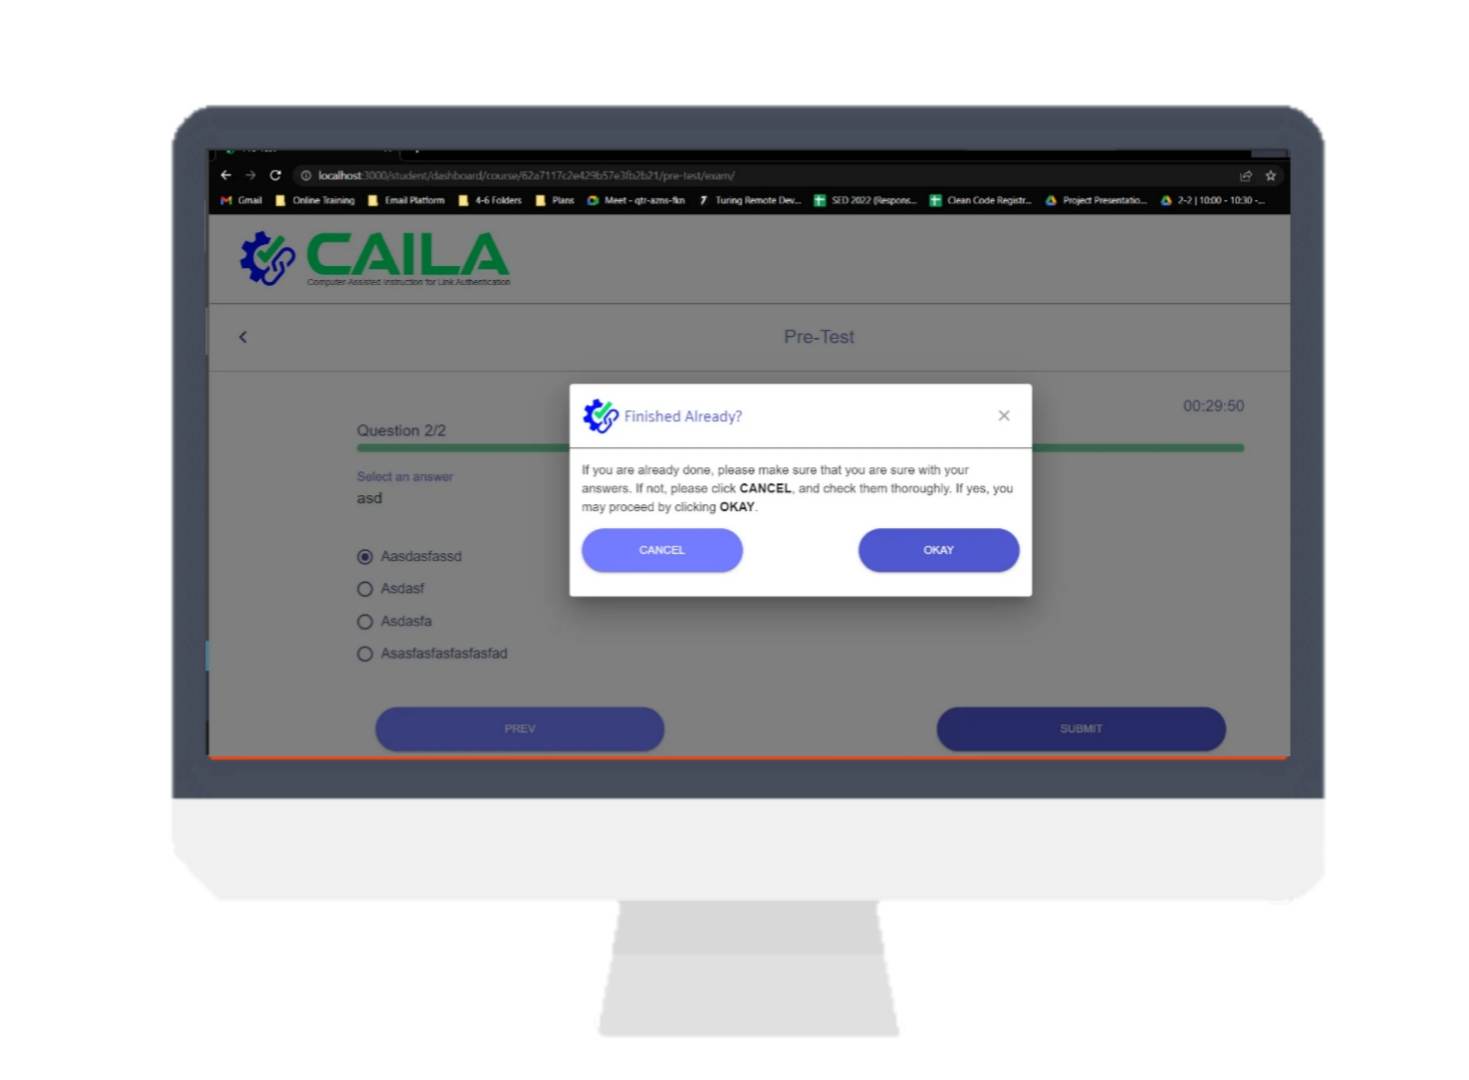 localhost:3000/student/dashboard/course/62a7117c2e429b57e3fb2b21/pre-test/exam/
Gmail Online Training Email Platform 4-6 Folders Plans Meet - qtr-azms-fkn Turing Remote Dev... SED 2022 (Respons... Clean Code Registr... Project Presentatio... 2-2 | 10:00 - 10:30 -...
CAILA
Computer-Assisted Instruction for Link Authentication
Pre-Test
00:29:50
Question 2/2
Select an answer
asd
Aasdasfassd
Asdasf
Asdasfa
Asasfasfasfasfasfad
Finished Already?
If you are already done, please make sure that you are sure with your
answers. If not, please click CANCEL, and check them thoroughly. If yes, you
may proceed by clicking OKAY.
CANCEL OKAY
PREV SUBMIT